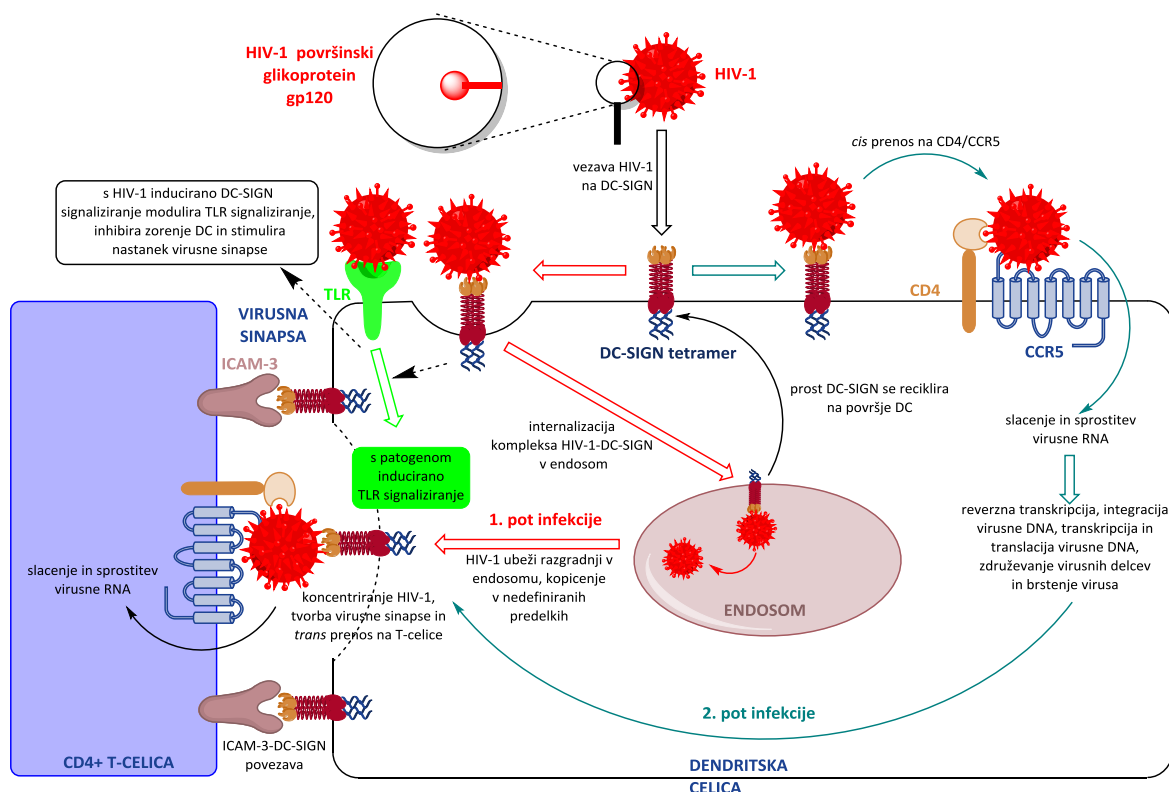 HIV-1 površinski
glikoprotein
gp120
HIV-1
vezava HIV-1
na DC-SIGN
cis prenos na CD4/CCR5
s HIV-1 inducirano DC-SIGN
signaliziranje modulira TLR signaliziranje,
inhibira zorenje DC in stimulira
nastanek virusne sinapse
TLR
VIRUSNA
SINAPSA
ICAM-3
DC-SIGN tetramer
CD4
CCR5
prost DC-SIGN se reciklira
na površje DC
internalizacija
kompleksa HIV-1-DC-SIGN
v endosom
slacenje in sprostitev
virusne RNA
s patogenom
inducirano
TLR signaliziranje
1. pot infekcije
HIV-1 ubeži razgradnji v
endosomu, kopicenje
v nedefiniranih
predelkih
ENDOSOM
reverzna transkripcija, integracija
virusne DNA, transkripcija in
translacija virusne DNA,
združevanje virusnih delcev
in brstenje virusa
slacenje in sprostitev
virusne RNA
koncentriranje HIV-1,
tvorba virusne sinapse in
trans prenos na T-celice
2. pot infekcije
ICAM-3-DC-SIGN
povezava
CD4+ T-CELICA
DENDRITSKA
CELICA